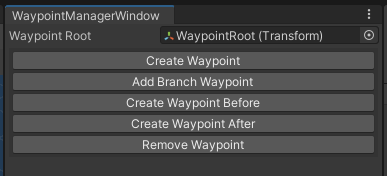 WaypointManagerWindow
Waypoint Root WaypointRoot (Transform)
Create Waypoint
Add Branch Waypoint
Create Waypoint Before
Create Waypoint After
Remove Waypoint